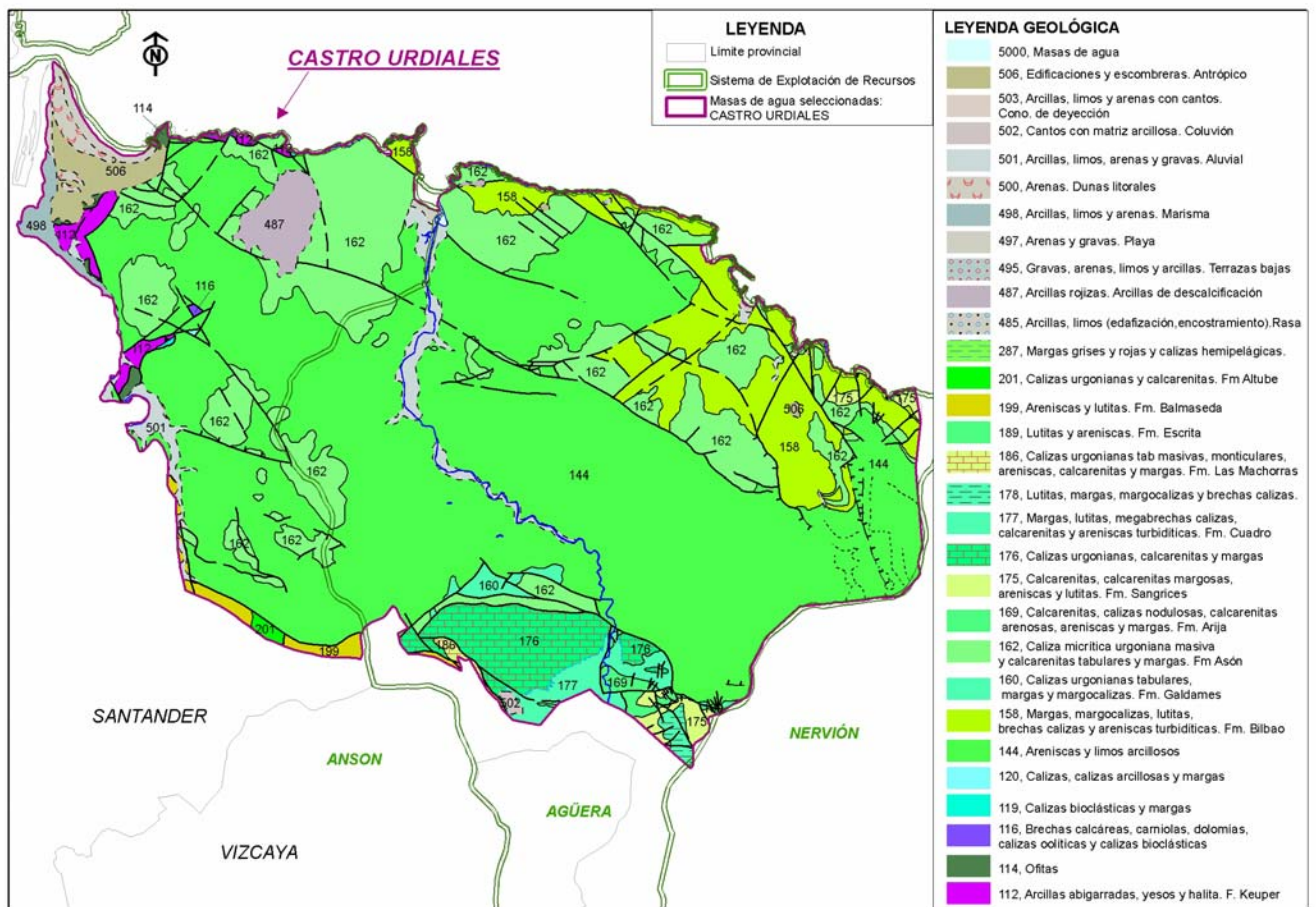 LEYENDA
Límite provincial
Sistema de Explotación de Recursos
Masas de agua seleccionadas:
CASTRO URDIALES
LEYENDA GEOLÓGICA
5000, Masas de agua
506, Edificaciones y escombreras. Antrópico
503, Arcillas, limos y arenas con cantos.
Cono. de deyección
502, Cantos con matriz arcillosa. Coluvión
501, Arcillas, limos, arenas y gravas. Aluvial
500, Arenas. Dunas litorales
498, Arcillas, limos y arenas. Marisma
497, Arenas y gravas. Playa
495, Gravas, arenas, limos y arcillas. Terrazas bajas
487, Arcillas rojizas. Arcillas de descalcificación
485, Arcillas, limos (edafización,encostramiento).Rasa
287, Margas grises y rojas y calizas hemipelágicas.
201, Calizas urgonianas y calcarenitas. Fm Altube
199, Areniscas y lutitas. Fm. Balmaseda
189, Lutitas y areniscas. Fm. Escrita
186, Calizas urgonianas tab masivas, monticulares,
areniscas, calcarenitas y margas. Fm. Las Machorras
178, Lutitas, margas, margocalizas y brechas calizas.
177, Margas, lutitas, megabrechas calizas,
calcarenitas y areniscas turbidíticas. Fm. Cuadro
176, Calizas urgonianas, calcarenitas y margas
175, Calcarenitas, calcarenitas margosas,
areniscas y lutitas. Fm. Sangrices
169, Calcarenitas, calizas nodulosas, calcarenitas
arenosas, areniscas y margas. Fm. Arija
162, Caliza micrítica urgoniana masiva
y calcarenitas tabulares y margas. Fm Asón
160, Calizas urgonianas tabulares,
margas y margocalizas. Fm. Galdames
158, Margas, margocalizas, lutitas,
brechas calizas y areniscas turbidíticas. Fm. Bilbao
144, Areniscas y limos arcillosos
120, Calizas, calizas arcillosas y margas
119, Calizas bioclásticas y margas
116, Brechas calcáreas, carniolas, dolomías,
calizas oolíticas y calizas bioclásticas
114, Ofitas
112, Arcillas abigarradas, yesos y halita. F. Keuper
N
CASTRO URDIALES
114
506
162
158
162
487
162
158
162
162
498
112
162
162
116
162
112
162
162
175
175
506
162
162
501
162
162
158
144
144
162
162
162
160
162
201
199
186
176
176
177
169
502
175
SANTANDER
ANSON
NERVIÓN
AGÜERA
VIZCAYA